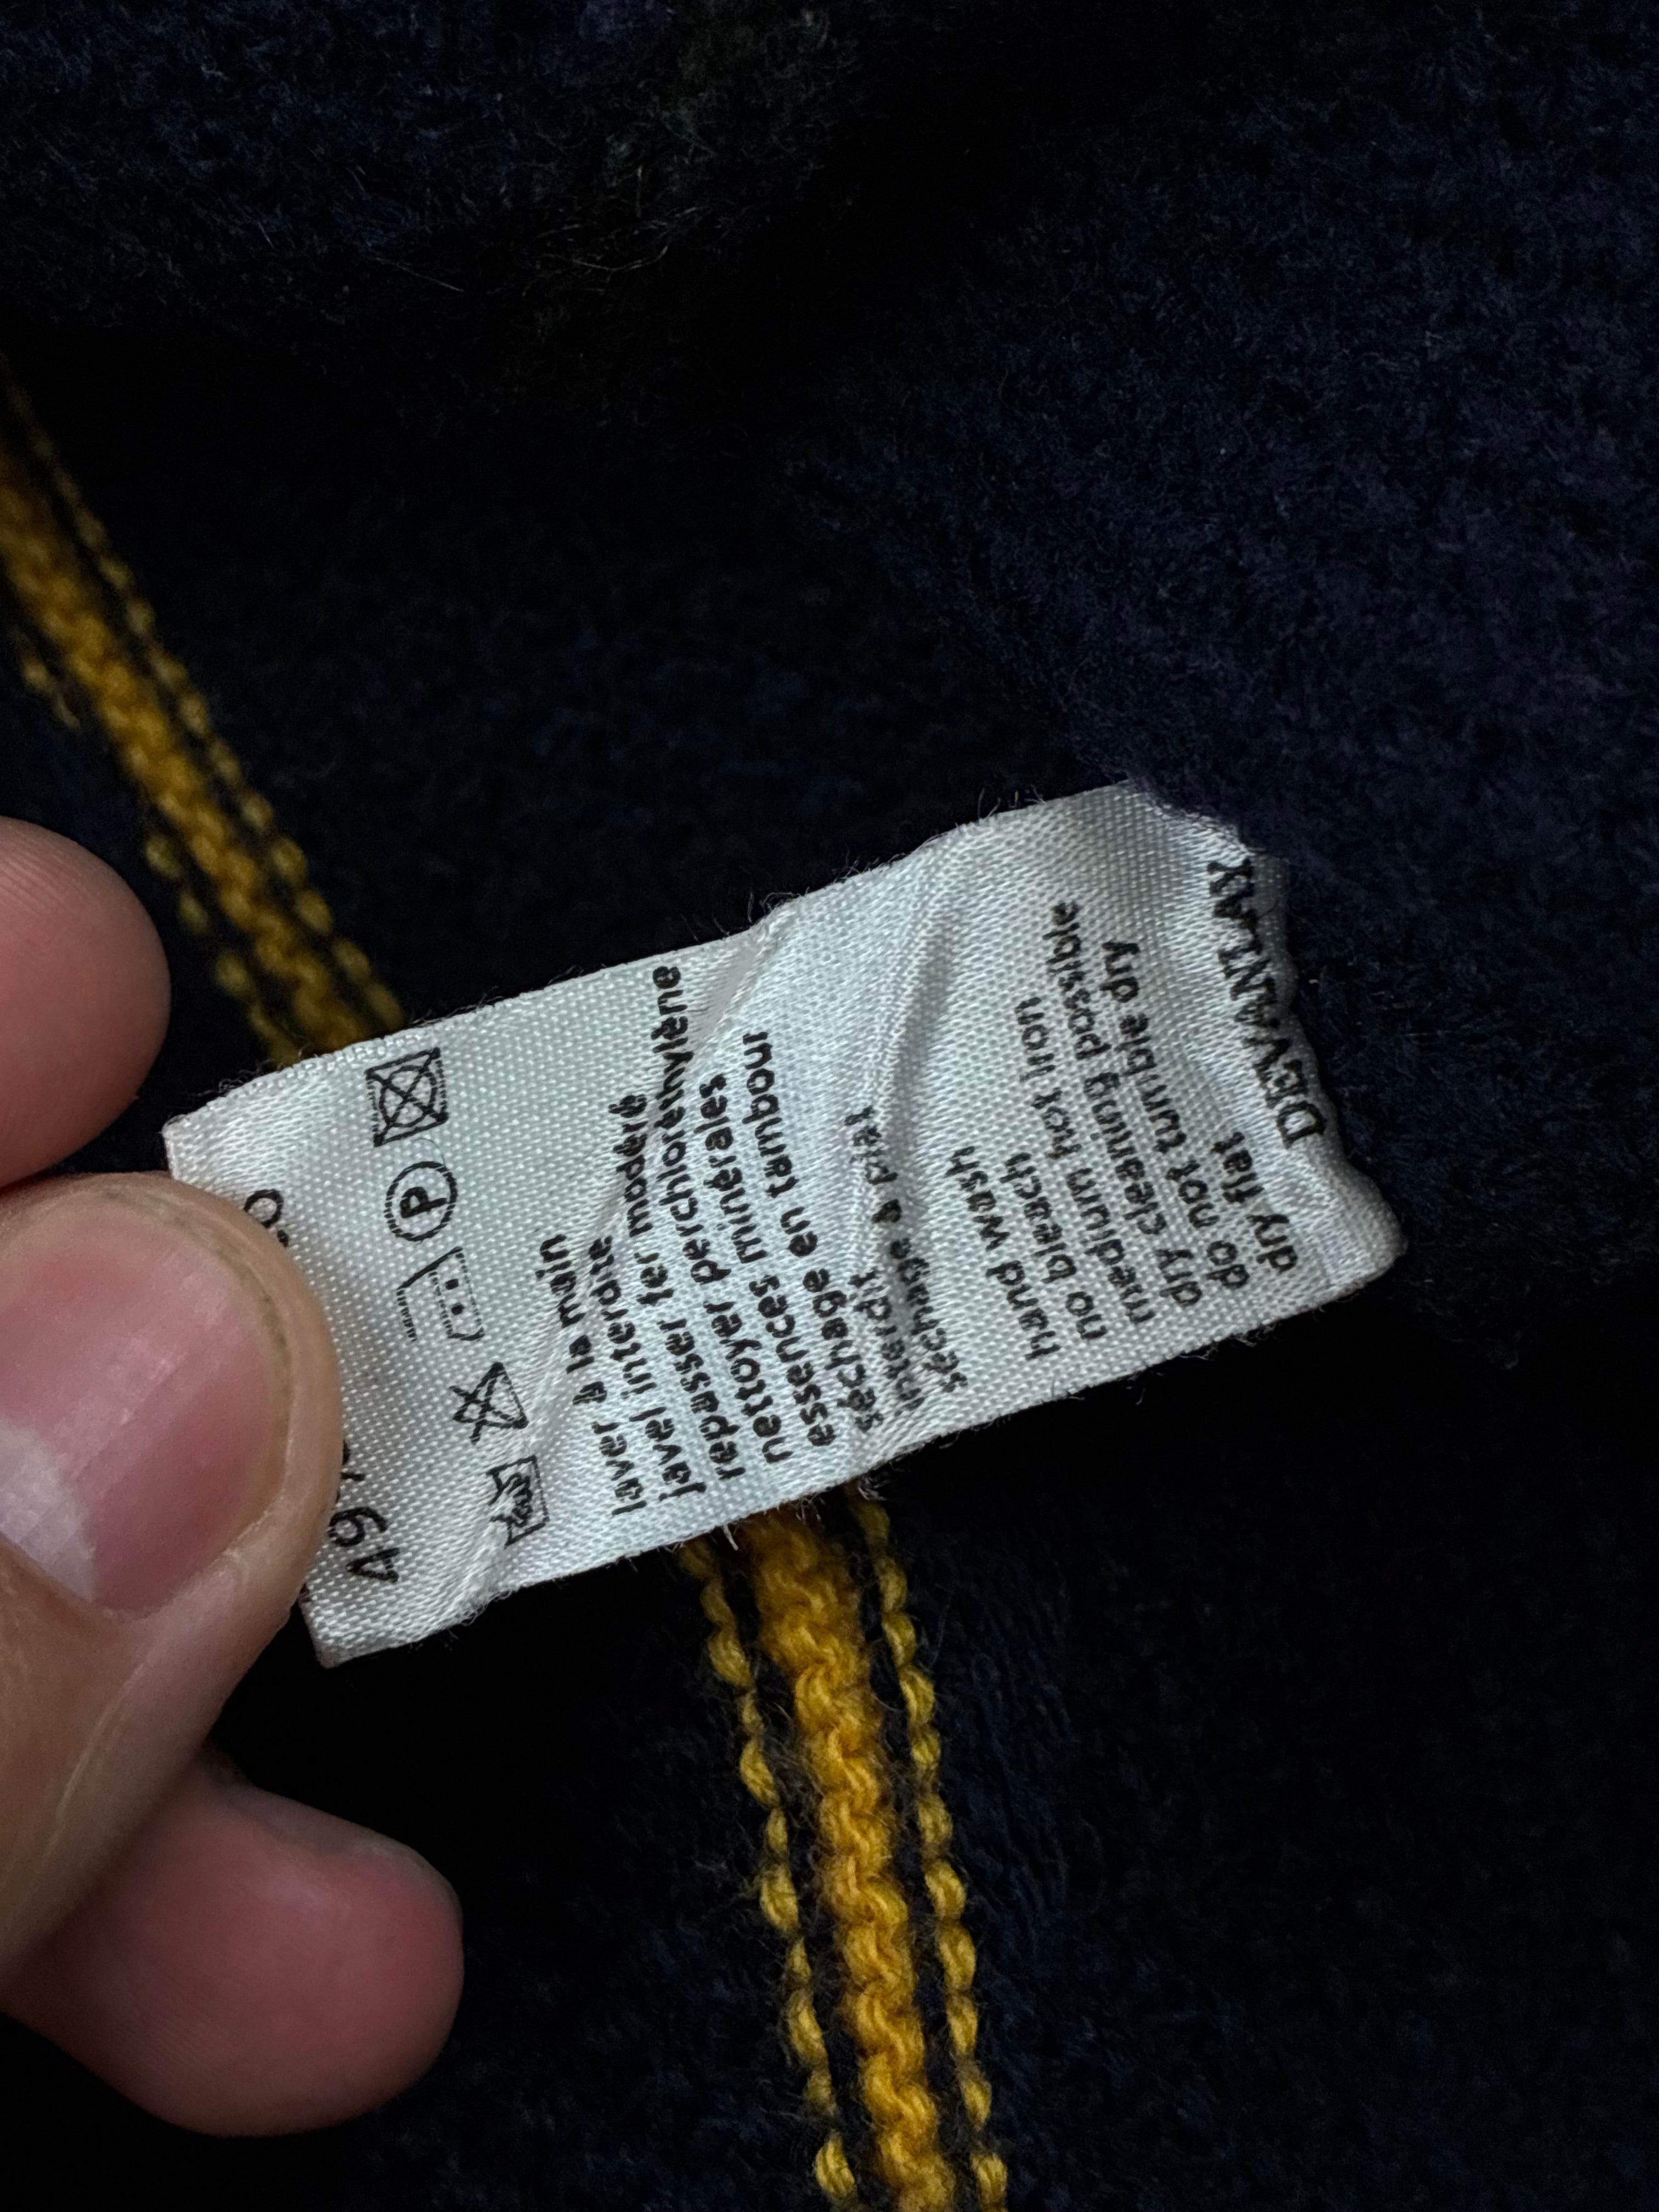 laver à la main
javel interdite
repasser fer modéré
nettoyer perchloréthylène
essences minérales
séchage en tambour
interdit
séchage à plat
hand wash
no bleach
medium hot iron
dry cleaning possible
do not tumble dry
dry flat
DEVANLAY